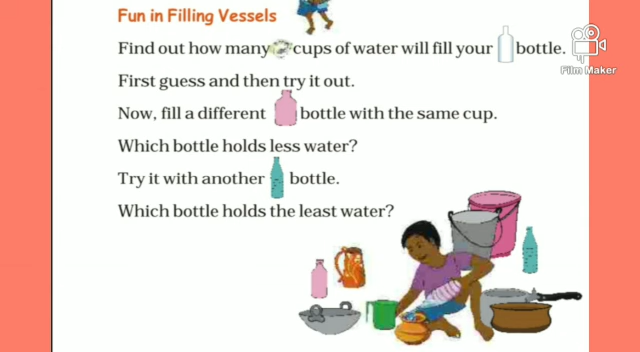 Fun in Filling Vessels
Find out how many cups of water will fill your bottle.
First guess and then try it out.
Now, fill a different bottle with the same cup.
Which bottle holds less water?
Try it with another bottle.
Which bottle holds the least water?
Film Maker